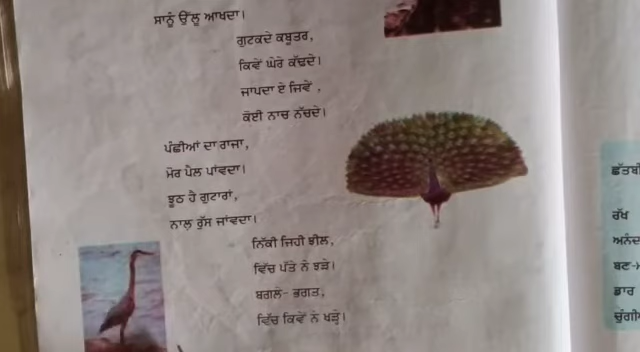 ਸਾਨੂੰ ਉੱਲੂ ਆਖਦਾ।
ਗੁਟਕਦੇ ਕਬੂਤਰ,
ਕਿਵੇਂ ਘੇਰੇ ਕੱਢਦੇ।
ਜਾਪਦਾ ਏ ਜਿਵੇਂ ,
ਕੋਈ ਨਾਚ ਨੱਚਦੇ।
ਪੰਛੀਆਂ ਦਾ ਰਾਜਾ,
ਮੋਰ ਪੈਲ ਪਾਂਵਦਾ।
ਝੂਠ ਹੈ ਗੁਟਾਰਾਂ,
ਨਾਲ਼ ਰੁੱਸ ਜਾਂਵਦਾ।
ਨਿੱਕੀ ਜਿਹੀ ਝੀਲ,
ਵਿੱਚ ਪੱਤੇ ਨੇ ਝੜੇ।
ਬਗਲੇ- ਭਗਤ,
ਵਿੱਚ ਕਿਵੇਂ ਨੇ ਖੜ੍ਹੇ।
ਰੁੱਖ
ਡਾਰ